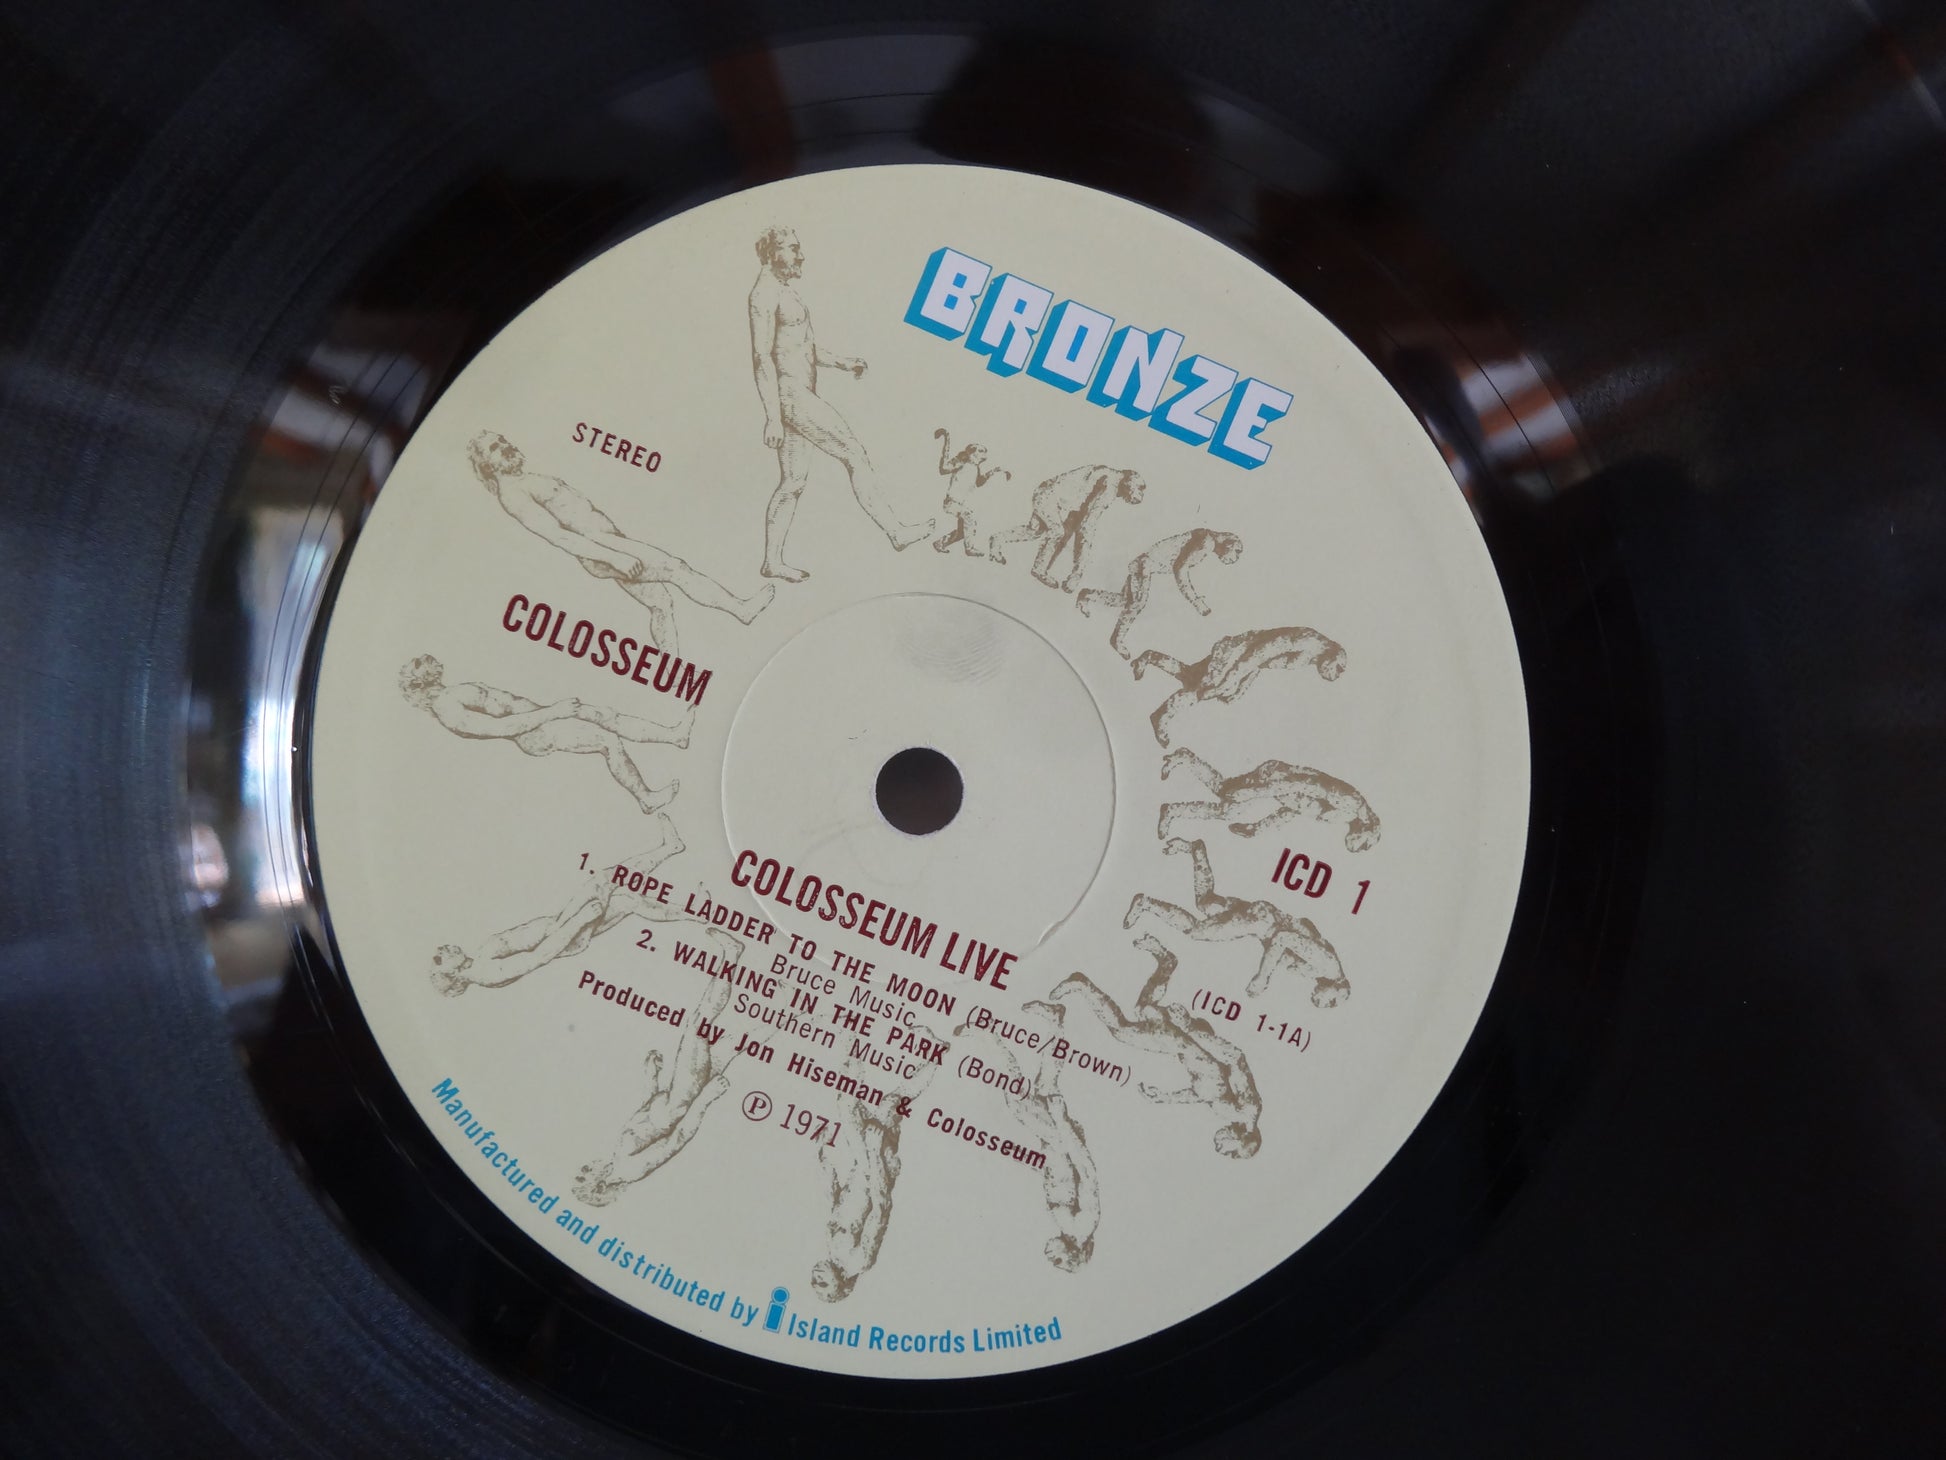 BRONZE
STEREO
COLOSSEUM
ICD 1
(ICD 1-1A)
COLOSSEUM LIVE
1. ROPE LADDER TO THE MOON (Bruce/Brown)
Bruce Music
2. WALKING IN THE PARK (Bond)
Southern Music
Produced by Jon Hiseman & Colosseum
℗ 1971
Manufactured and distributed by i Island Records Limited